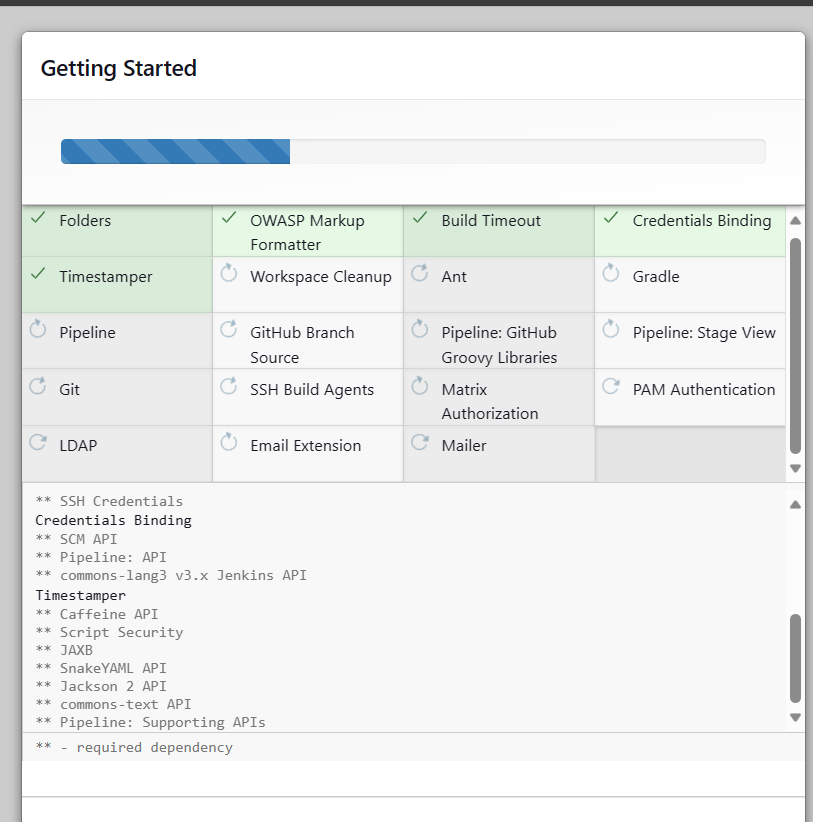 Getting Started
Folders
OWASP Markup
Formatter
Build Timeout
Credentials Binding
Timestamper
Workspace Cleanup
Ant
Gradle
Pipeline
GitHub Branch
Source
Pipeline: GitHub
Groovy Libraries
Pipeline: Stage View
Git
SSH Build Agents
Matrix
Authorization
PAM Authentication
LDAP
Email Extension
Mailer
** SSH Credentials
Credentials Binding
** SCM API
** Pipeline: API
** commons-lang3 v3.x Jenkins API
Timestamper
** Caffeine API
** Script Security
** JAXB
** SnakeYAML API
** Jackson 2 API
** commons-text API
** Pipeline: Supporting APIs
** - required dependency